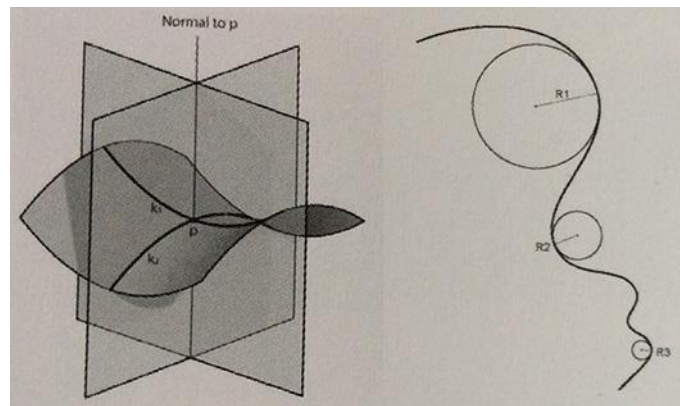 Normal to p
k₁
p
k₂
R1
R2
R3